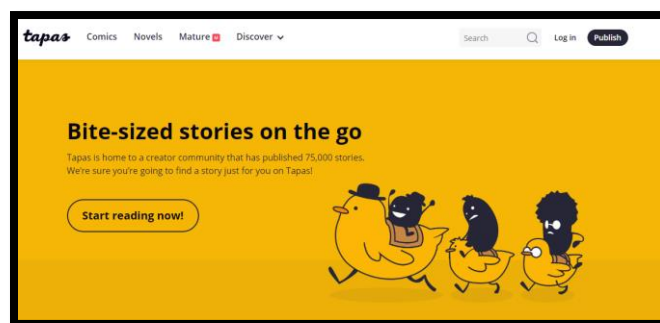 tapas Comics Novels Mature Discover Search Log in Publish
Bite-sized stories on the go
Tapas is home to a creator community that has published 75,000 stories.
We're sure you're going to find a story just for you on Tapas!
Start reading now!